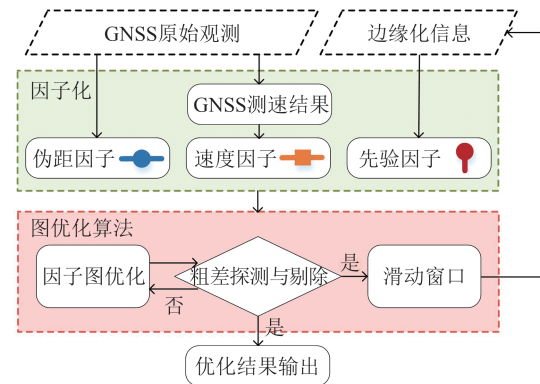 GNSS原始观测
边缘化信息
因子化
GNSS测速结果
伪距因子
速度因子
先验因子
图优化算法
因子图优化
粗差探测与剔除
是
滑动窗口
否
是
优化结果输出